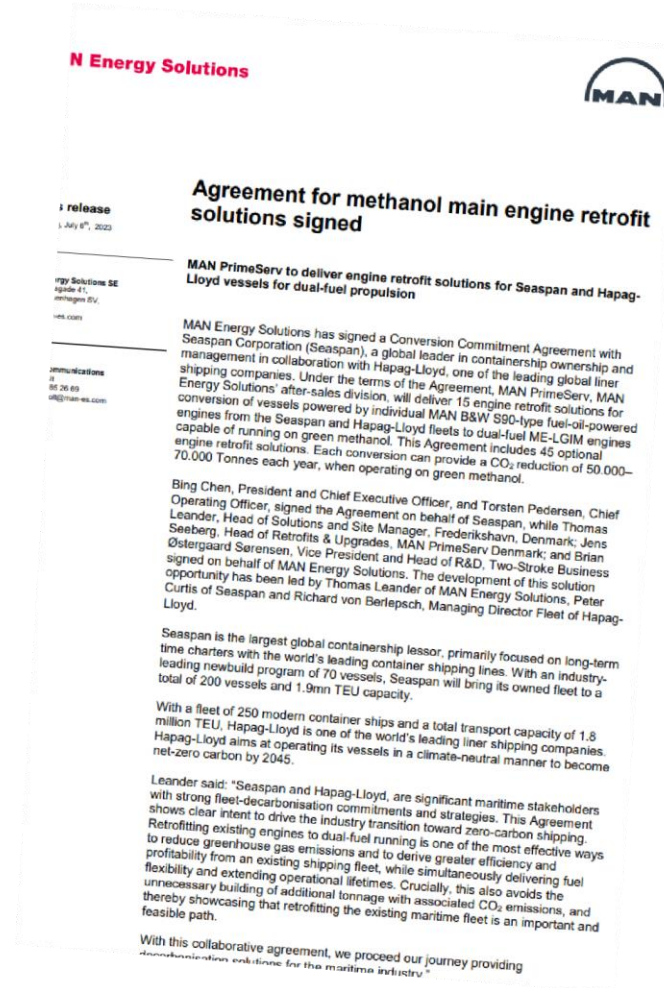 N Energy Solutions
MAN
s release
, July 6th, 2023
rgy Solutions SE
agade 41,
enhagen SV,
-es.com
ommunications
85 26 69
@man-es.com
Agreement for methanol main engine retrofit
solutions signed
MAN PrimeServ to deliver engine retrofit solutions for Seaspan and Hapag-
Lloyd vessels for dual-fuel propulsion
MAN Energy Solutions has signed a Conversion Commitment Agreement with
Seaspan Corporation (Seaspan), a global leader in containership ownership and
management in collaboration with Hapag-Lloyd, one of the leading global liner
shipping companies. Under the terms of the Agreement, MAN PrimeServ, MAN
Energy Solutions' after-sales division, will deliver 15 engine retrofit solutions for
conversion of vessels powered by individual MAN B&W S90-type fuel-oil-powered
engines from the Seaspan and Hapag-Lloyd fleets to dual-fuel ME-LGIM engines
capable of running on green methanol. This Agreement includes 45 optional
engine retrofit solutions. Each conversion can provide a CO₂ reduction of 50.000–
70.000 Tonnes each year, when operating on green methanol.
Bing Chen, President and Chief Executive Officer, and Torsten Pedersen, Chief
Operating Officer, signed the Agreement on behalf of Seaspan, while Thomas
Leander, Head of Solutions and Site Manager, Frederikshavn, Denmark; Jens
Seeberg, Head of Retrofits & Upgrades, MAN PrimeServ Denmark; and Brian
Østergaard Sørensen, Vice President and Head of R&D, Two-Stroke Business
signed on behalf of MAN Energy Solutions. The development of this solution
opportunity has been led by Thomas Leander of MAN Energy Solutions, Peter
Curtis of Seaspan and Richard von Berlepsch, Managing Director Fleet of Hapag-
Lloyd.
Seaspan is the largest global containership lessor, primarily focused on long-term
time charters with the world's leading container shipping lines. With an industry-
leading newbuild program of 70 vessels, Seaspan will bring its owned fleet to a
total of 200 vessels and 1.9mn TEU capacity.
With a fleet of 250 modern container ships and a total transport capacity of 1.8
million TEU, Hapag-Lloyd is one of the world's leading liner shipping companies.
Hapag-Lloyd aims at operating its vessels in a climate-neutral manner to become
net-zero carbon by 2045.
Leander said: "Seaspan and Hapag-Lloyd, are significant maritime stakeholders
with strong fleet-decarbonisation commitments and strategies. This Agreement
shows clear intent to drive the industry transition toward zero-carbon shipping.
Retrofitting existing engines to dual-fuel running is one of the most effective ways
to reduce greenhouse gas emissions and to derive greater efficiency and
profitability from an existing shipping fleet, while simultaneously delivering fuel
flexibility and extending operational lifetimes. Crucially, this also avoids the
unnecessary building of additional tonnage with associated CO₂ emissions, and
thereby showcasing that retrofitting the existing maritime fleet is an important and
feasible path.
With this collaborative agreement, we proceed our journey providing
decarbonisation solutions for the maritime industry."